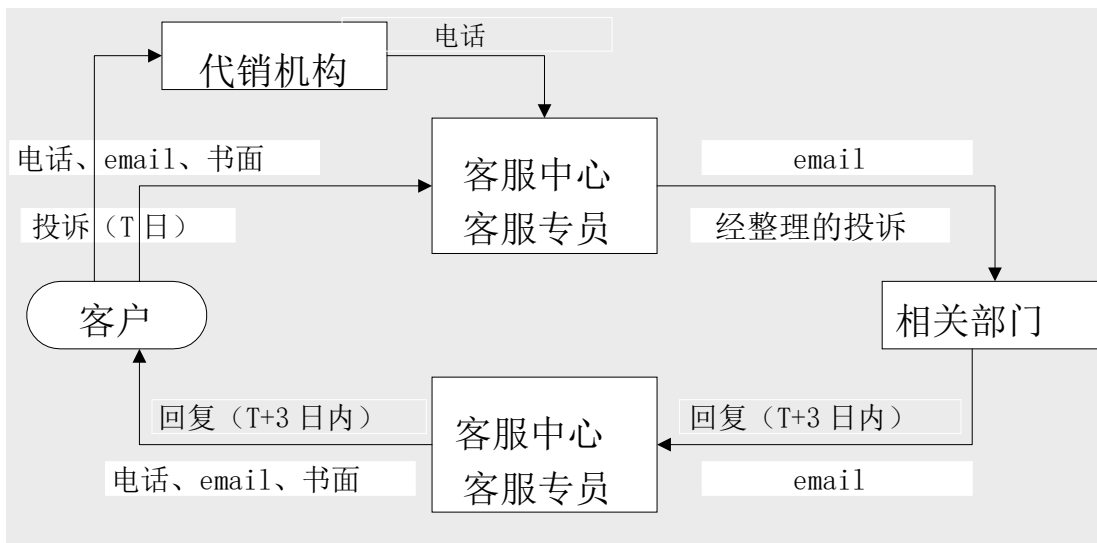 电话
代销机构
电话、email、书面
客服中心
客服专员
email
投诉（T 日）
经整理的投诉
客户
相关部门
回复（T+3 日内）
客服中心
客服专员
回复（T+3 日内）
电话、email、书面
email